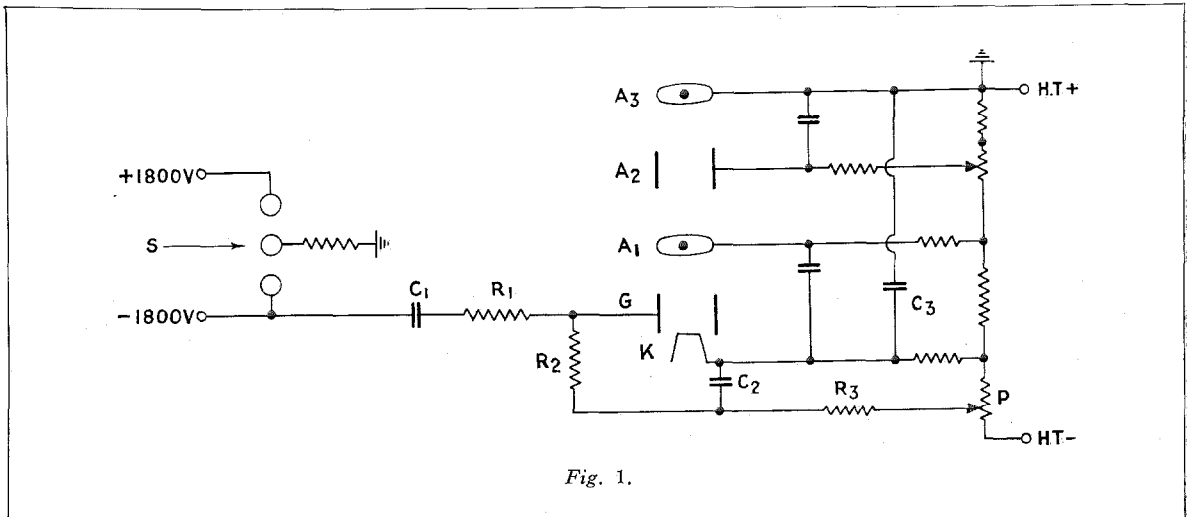 A3
H.T+
A2
+1800V
S
A1
-1800V
C1
R1
G
C3
K
R2
C2
R3
P
H.T-
Fig. 1.